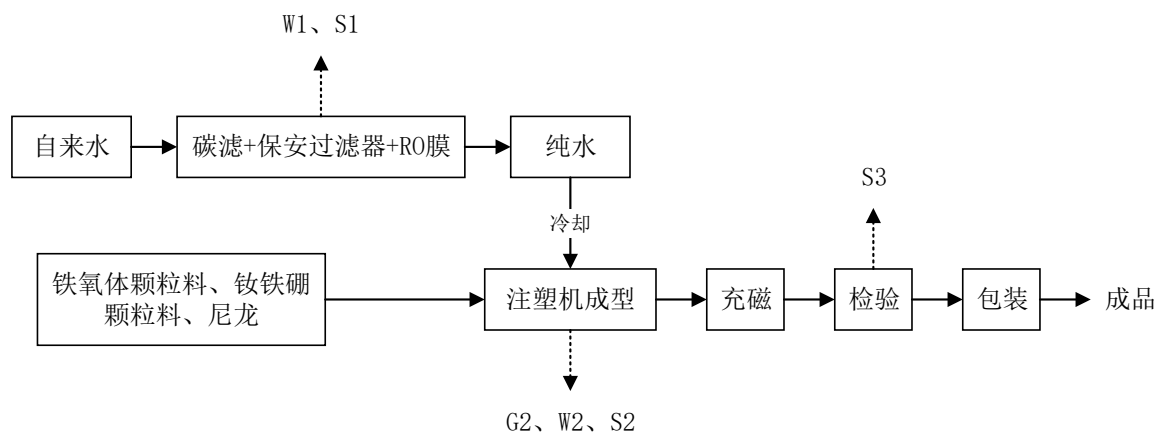 W1、S1
自来水
碳滤+保安过滤器+RO膜
纯水
S3
冷却
铁氧体颗粒料、钕铁硼
颗粒料、尼龙
注塑机成型
充磁
检验
包装
成品
G2、W2、S2